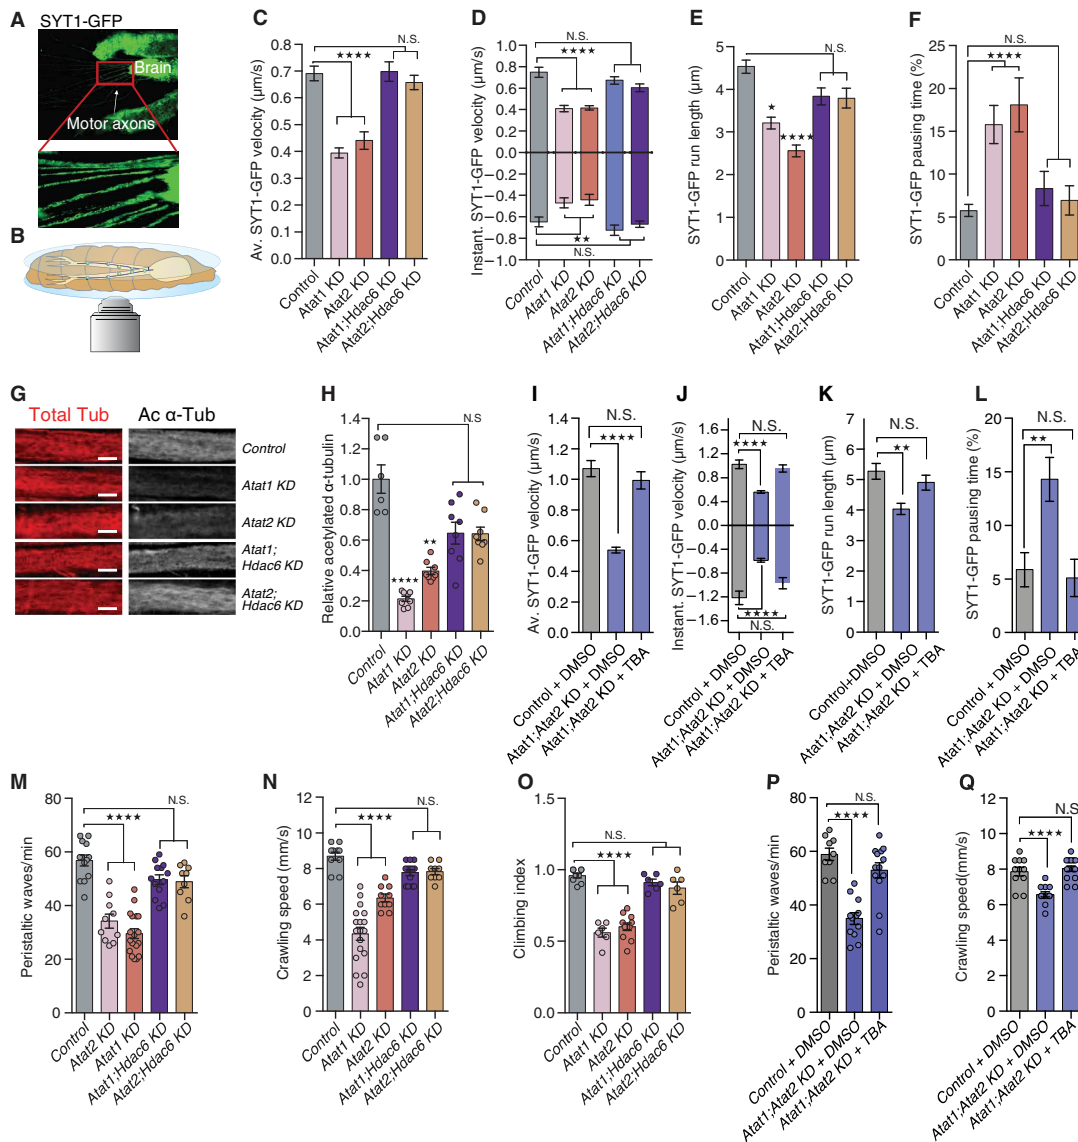 A
SYT1-GFP
Brain
Motor axons
B
C
Av. SYT1-GFP velocity (μm/s)
0.8
0.7
0.6
0.5
0.4
0.3
0.2
0.1
0.0
★★★★
N.S.
Control
Atat1 KD
Atat2 KD
Atat1;Hdac6 KD
Atat2;Hdac6 KD
D
Instant. SYT1-GFP velocity (μm/s)
1.0
0.8
0.6
0.4
0.2
0.0
−0.2
−0.4
−0.6
−0.8
−1.0
N.S.
★★★★
★★
N.S.
Control
Atat1 KD
Atat2 KD
Atat1;Hdac6 KD
Atat2;Hdac6 KD
E
SYT1-GFP run length (μm)
5
4
3
2
1
0
N.S.
★
★★★★
Control
Atat1 KD
Atat2 KD
Atat1;Hdac6 KD
Atat2;Hdac6 KD
F
SYT1-GFP pausing time (%)
25
20
15
10
5
0
N.S.
★★★★
Control
Atat1 KD
Atat2 KD
Atat1;Hdac6 KD
Atat2;Hdac6 KD
G
Total Tub
Ac α-Tub
Control
Atat1 KD
Atat2 KD
Atat1;
Hdac6 KD
Atat2;
Hdac6 KD
H
Relative acetylated α-tubulin
1.4
1.2
1.0
0.8
0.6
0.4
0.2
0.0
N.S
★★★★
★★
Control
Atat1 KD
Atat2 KD
Atat1;Hdac6 KD
Atat2;Hdac6 KD
I
Av. SYT1-GFP velocity (μm/s)
1.4
1.2
1.0
0.8
0.6
0.4
0.2
0.0
N.S.
★★★★
Control + DMSO
Atat1;Atat2 KD + DMSO
Atat1;Atat2 KD + TBA
J
Instant. SYT1-GFP velocity (μm/s)
1.6
1.2
0.8
0.4
0.0
−0.4
−0.8
−1.2
−1.6
N.S.
★★★★
★★★★
N.S.
Control + DMSO
Atat1;Atat2 KD + DMSO
Atat1;Atat2 KD + TBA
K
SYT1-GFP run length (μm)
7
6
5
4
3
2
1
0
N.S.
★★
Control+DMSO
Atat1;Atat2 KD + DMSO
Atat1;Atat2 KD + TBA
L
SYT1-GFP pausing time (%)
20
15
10
5
0
N.S.
★★
Control + DMSO
Atat1;Atat2 KD + DMSO
Atat1;Atat2 KD + TBA
M
Peristaltic waves/min
80
60
40
20
0
N.S.
★★★★
Control
Atat2 KD
Atat1 KD
Atat1;Hdac6 KD
Atat2;Hdac6 KD
N
Crawling speed (mm/s)
12
10
8
6
4
2
0
N.S.
★★★★
Control
Atat1 KD
Atat2 KD
Atat1;Hdac6 KD
Atat2;Hdac6 KD
O
Climbing index
1.5
1.0
0.5
0.0
N.S.
★★★★
Control
Atat1 KD
Atat2 KD
Atat1;Hdac6 KD
Atat2;Hdac6 KD
P
Peristaltic waves/min
80
60
40
20
0
N.S.
★★★★
Control + DMSO
Atat1;Atat2 KD + DMSO
Atat1;Atat2 KD + TBA
Q
Crawling speed(mm/s)
12
10
8
6
4
2
0
N.S
★★★★
Control + DMSO
Atat1;Atat2 KD + DMSO
Atat1;Atat2 KD + TBA